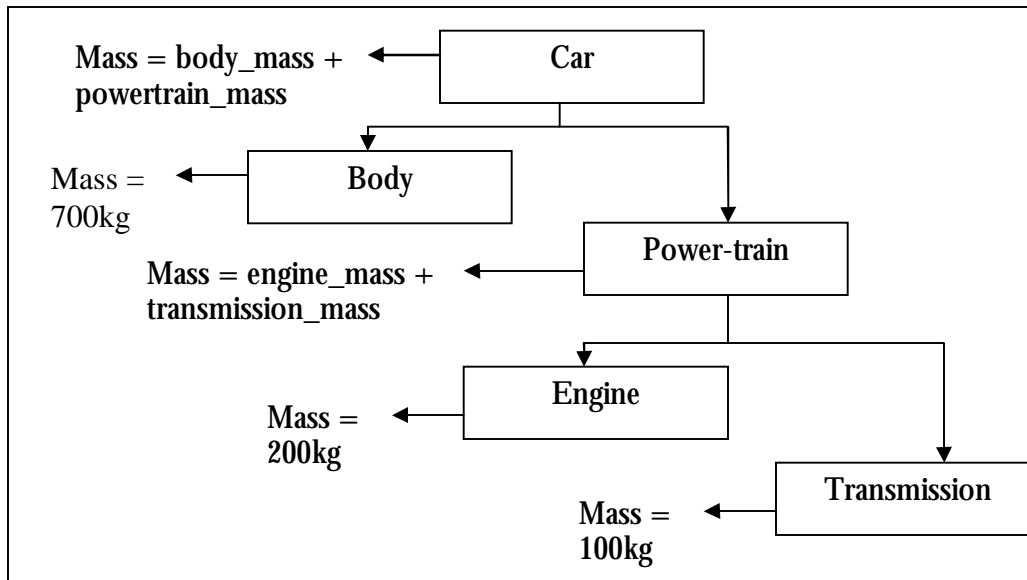 Car
Mass = body_mass +
powertrain_mass
Body
Mass =
700kg
Power-train
Mass = engine_mass +
transmission_mass
Engine
Mass =
200kg
Transmission
Mass =
100kg